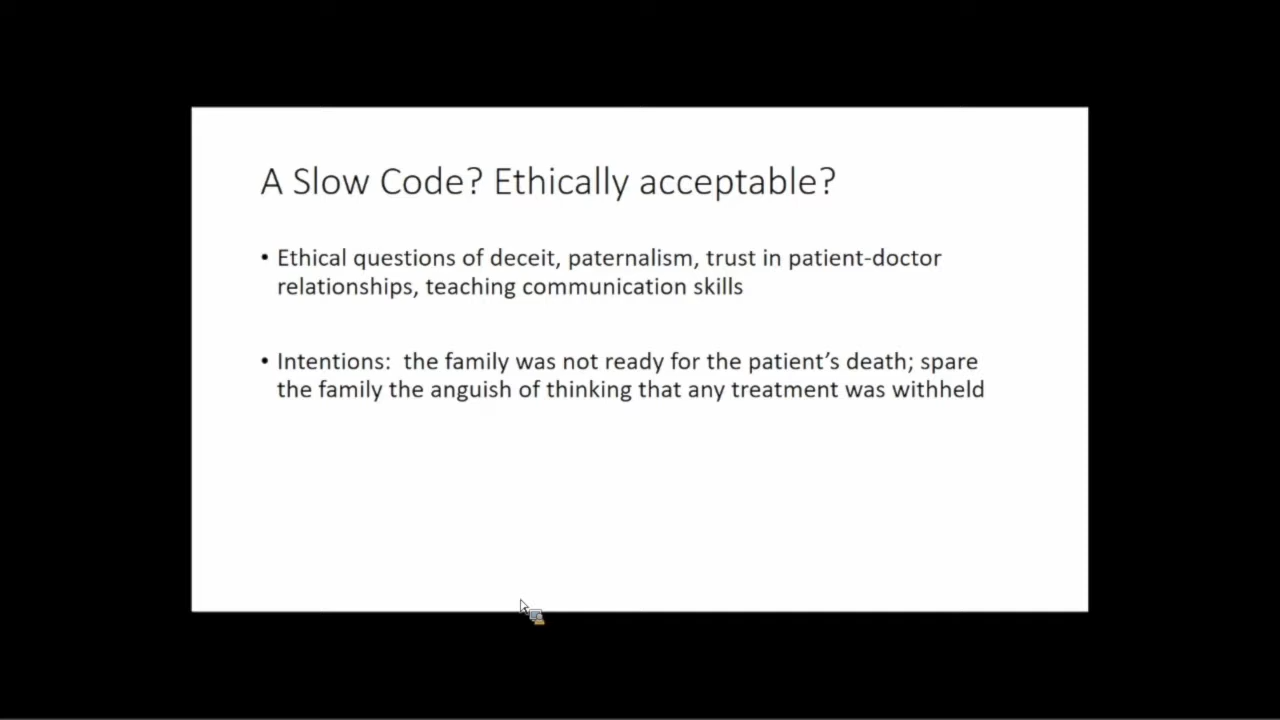 A Slow Code? Ethically acceptable?
• Ethical questions of deceit, paternalism, trust in patient-doctor
relationships, teaching communication skills
• Intentions:  the family was not ready for the patient’s death; spare
the family the anguish of thinking that any treatment was withheld